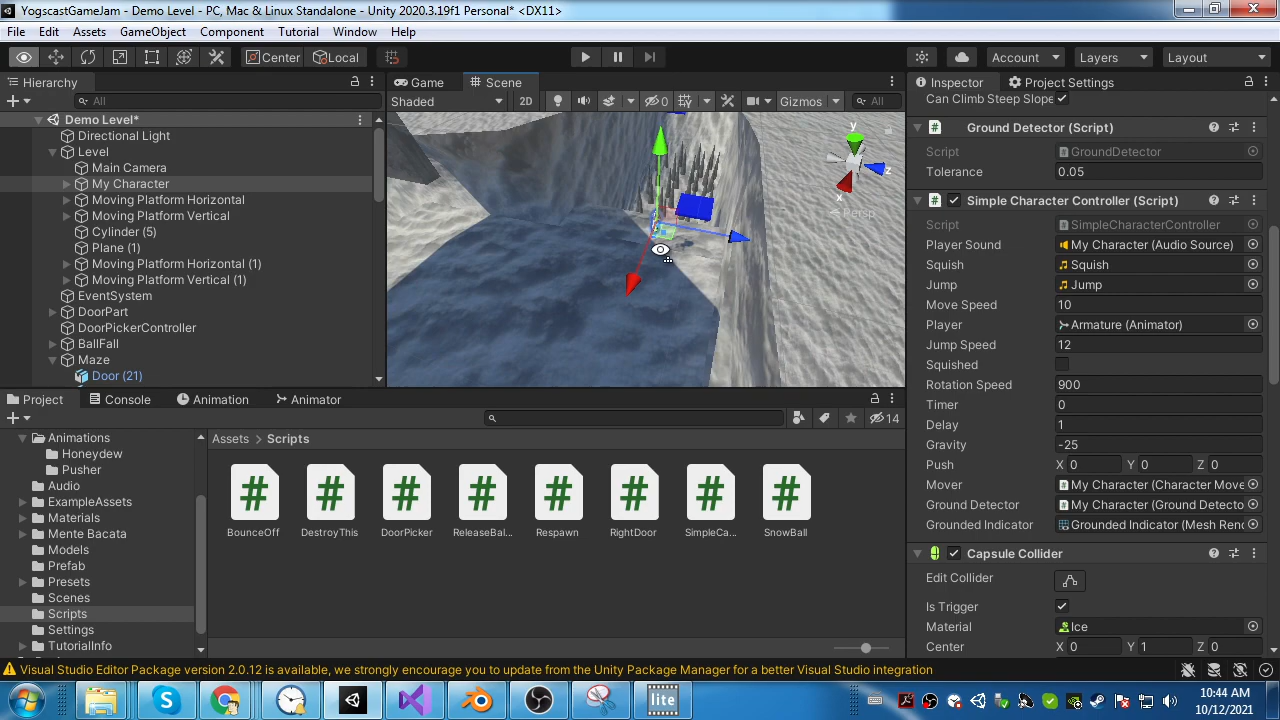 YogscastGameJam - Demo Level - PC, Mac & Linux Standalone - Unity 2020.3.19f1 Personal* <DX11>
File Edit Assets GameObject Component Tutorial Window Help
Center Local Account Layers Layout
Hierarchy Game Scene Inspector Project Settings
All Shaded 2D 0 Gizmos All Can Climb Steep Slope
Demo Level*
Directional Light
Level
Main Camera
My Character
Moving Platform Horizontal
Moving Platform Vertical
Cylinder (5)
Plane (1)
Moving Platform Horizontal (1)
Moving Platform Vertical (1)
EventSystem
DoorPart
DoorPickerController
BallFall
Maze
Door (21)
y
z
x
Persp
Ground Detector (Script)
Script GroundDetector
Tolerance 0.05
Simple Character Controller (Script)
Script SimpleCharacterController
Player Sound My Character (Audio Source)
Squish Squish
Jump Jump
Move Speed 10
Player Armature (Animator)
Jump Speed 12
Squished
Rotation Speed 900
Timer 0
Delay 1
Gravity -25
Push X 0 Y 0 Z 0
Mover My Character (Character Move
Ground Detector My Character (Ground Detecto
Grounded Indicator Grounded Indicator (Mesh Rend
Capsule Collider
Edit Collider
Is Trigger
Material Ice
Center X 0 Y 1 Z 0
Project Console Animation Animator
14
Animations
Honeydew
Pusher
Audio
ExampleAssets
Materials
Mente Bacata
Models
Prefab
Presets
Scenes
Scripts
Settings
TutorialInfo
Assets > Scripts
BounceOff DestroyThis DoorPicker ReleaseBal... Respawn RightDoor SimpleCa... SnowBall
Visual Studio Editor Package version 2.0.12 is available, we strongly encourage you to update from the Unity Package Manager for a better Visual Studio integration
lite
10:44 AM
10/12/2021